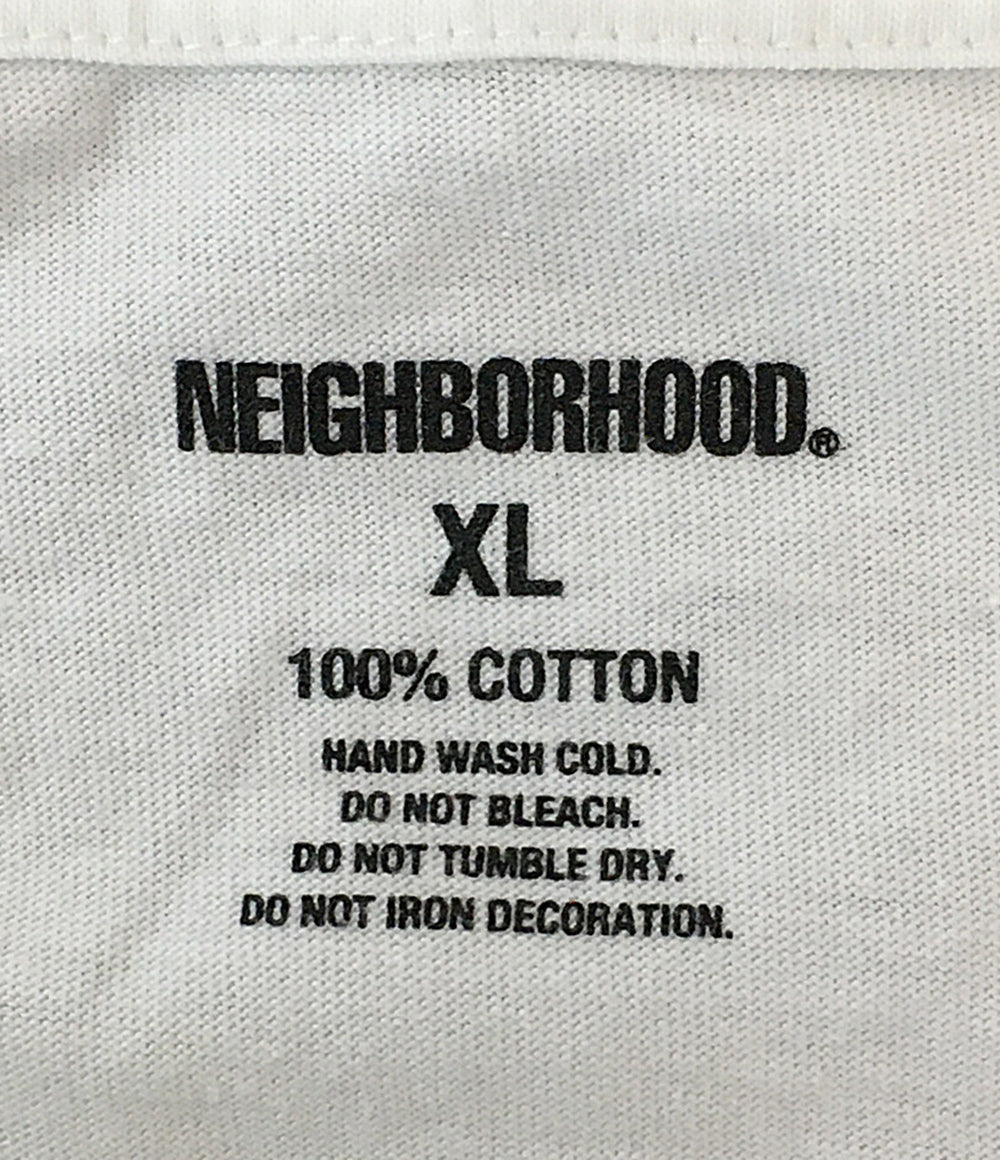 NEIGHBORHOOD®
XL
100% COTTON
HAND WASH COLD.
DO NOT BLEACH.
DO NOT TUMBLE DRY.
DO NOT IRON DECORATION.